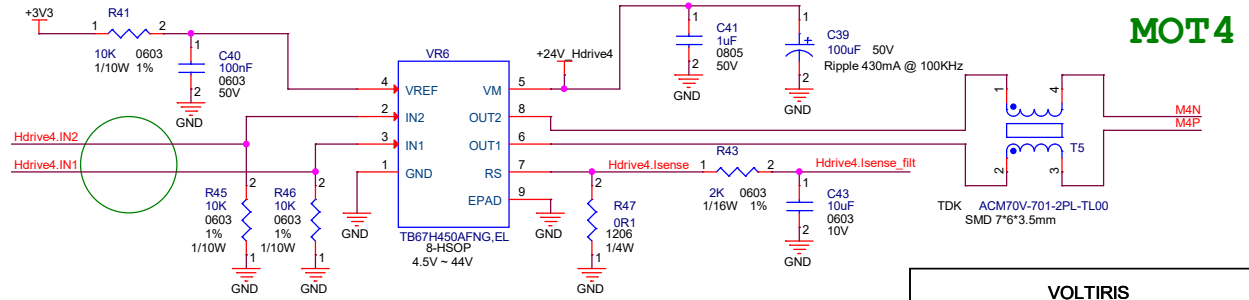 MOT4
+3V3
R41
1
2
10K 0603
1/10W 1%
1
C40
100nF
0603
50V
2
GND
VR6
4 VREF
2 IN2
3 IN1
1 GND
VM 5
OUT2 8
OUT1 6
RS 7
EPAD 9
TB67H450AFNG,EL
8-HSOP
4.5V ~ 44V
GND
GND
+24V_Hdrive4
1
C41
1uF
0805
50V
2
GND
1
C39
100uF 50V
Ripple 430mA @ 100KHz
2
GND
Hdrive4.IN2
Hdrive4.IN1
2
R45
10K
0603
1%
1/10W
1
GND
2
R46
10K
0603
1%
1/10W
1
GND
Hdrive4.Isense
2
R47
0R1
1206
1/4W
1
GND
R43
1
2
2K 0603
1/16W 1%
Hdrive4.Isense_filt
1
C43
10uF
0603
10V
2
GND
1
4
2
3
T5
M4N
M4P
TDK ACM70V-701-2PL-TL00
SMD 7*6*3.5mm
VOLTIRIS